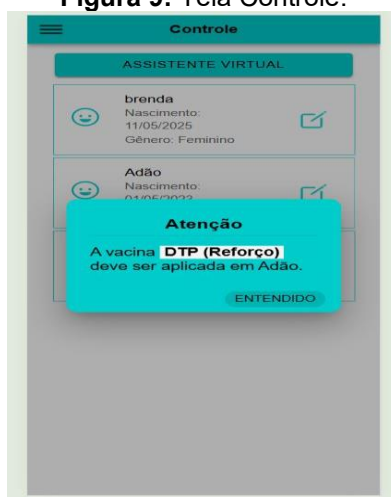 Figura 9: Tela Controle.
Controle
ASSISTENTE VIRTUAL
brenda
Nascimento:
11/05/2025
Gênero: Feminino
Adão
Nascimento:
Atenção
A vacina DTP (Reforço)
deve ser aplicada em Adão.
ENTENDIDO